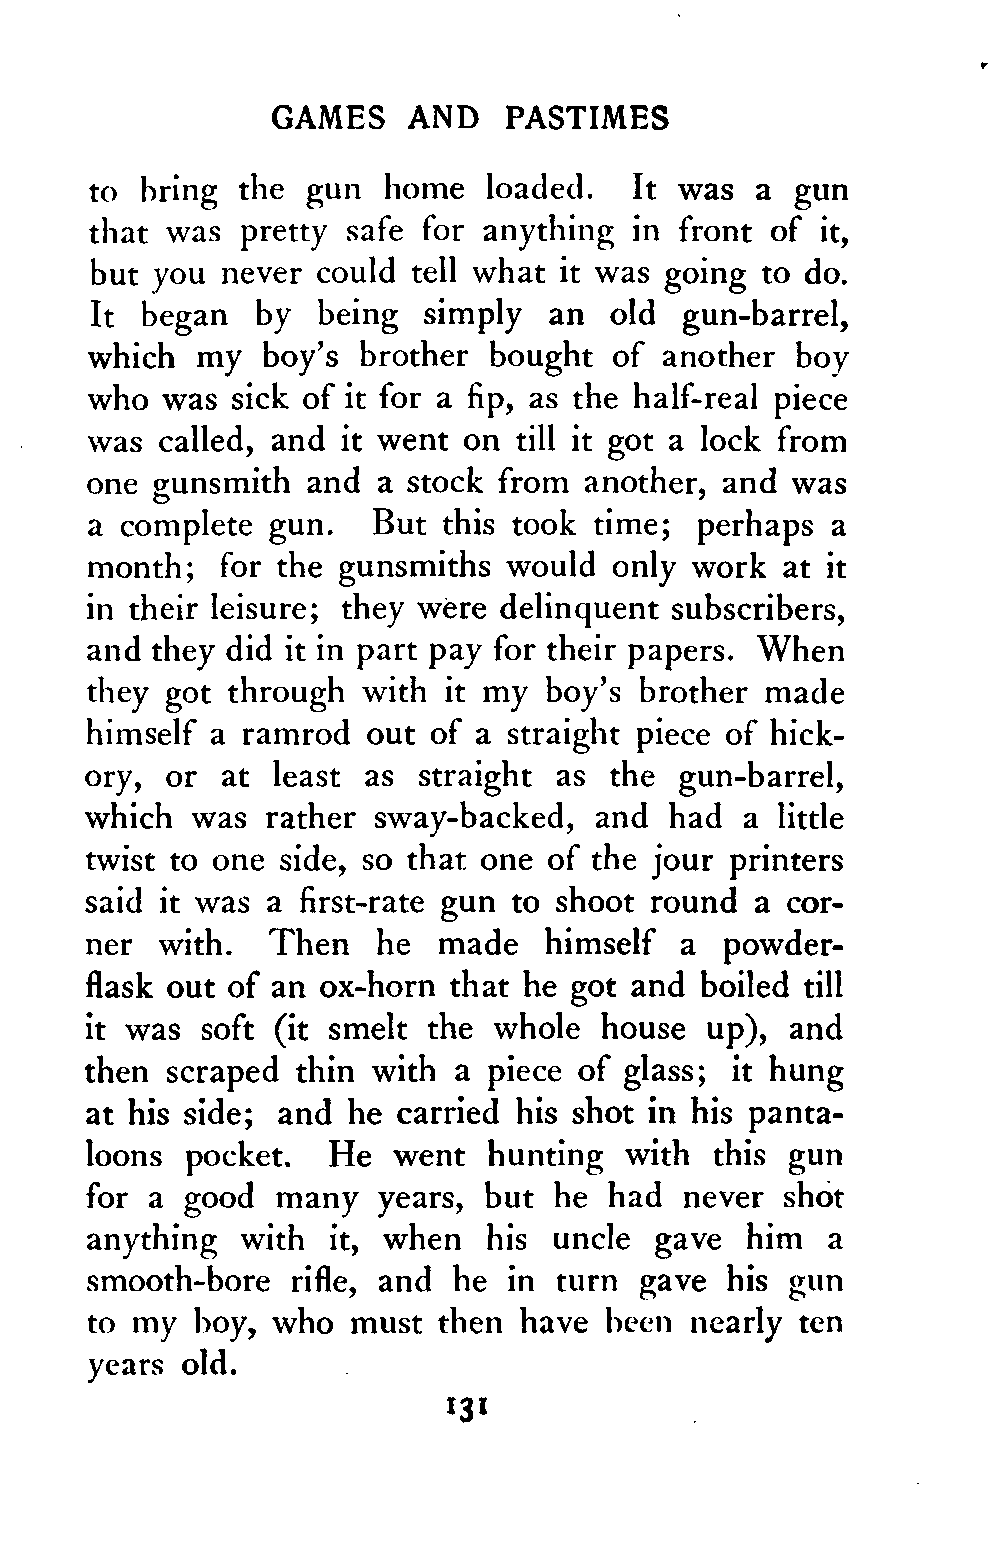 GAMES AND PASTIMES
to bring the gun home loaded. It was a gun
that was pretty safe for anything in front of it,
but you never could tell what it was going to do.
It began by being simply an old gun-barrel,
which my boy's brother bought of another boy
who was sick of it for a fip, as the half-real piece
was called, and it went on till it got a lock from
one gunsmith and a stock from another, and was
a complete gun. But this took time; perhaps a
month; for the gunsmiths would only work at it
in their leisure; they were delinquent subscribers,
and they did it in part pay for their papers. When
they got through with it my boy's brother made
himself a ramrod out of a straight piece of hick-
ory, or at least as straight as the gun-barrel,
which was rather sway-backed, and had a little
twist to one side, so that one of the jour printers
said it was a first-rate gun to shoot round a cor-
ner with. Then he made himself a powder-
flask out of an ox-horn that he got and boiled till
it was soft (it smelt the whole house up), and
then scraped thin with a piece of glass; it hung
at his side; and he carried his shot in his panta-
loons pocket. He went hunting with this gun
for a good many years, but he had never shot
anything with it, when his uncle gave him a
smooth-bore rifle, and he in turn gave his gun
to my boy, who must then have been nearly ten
years old.
131